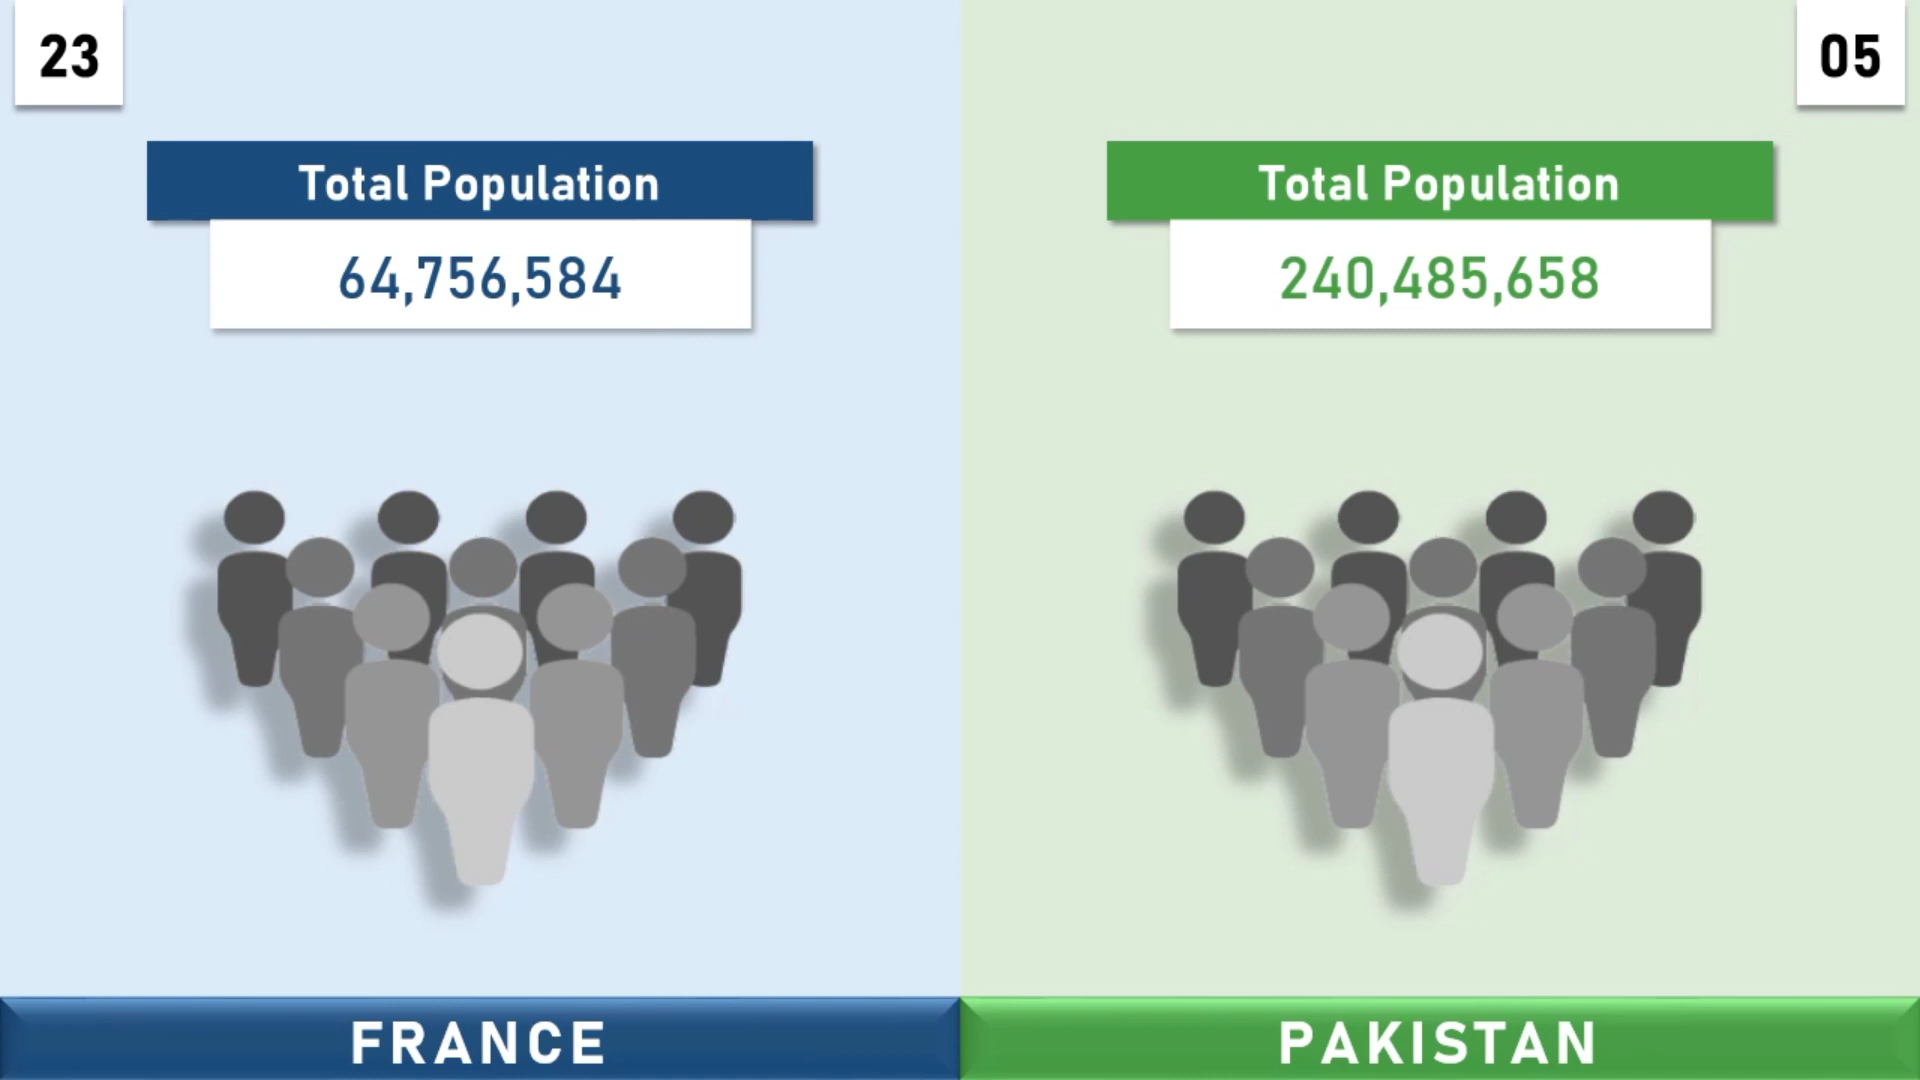 23
Total Population
64,756,584
FRANCE
05
Total Population
240,485,658
PAKISTAN